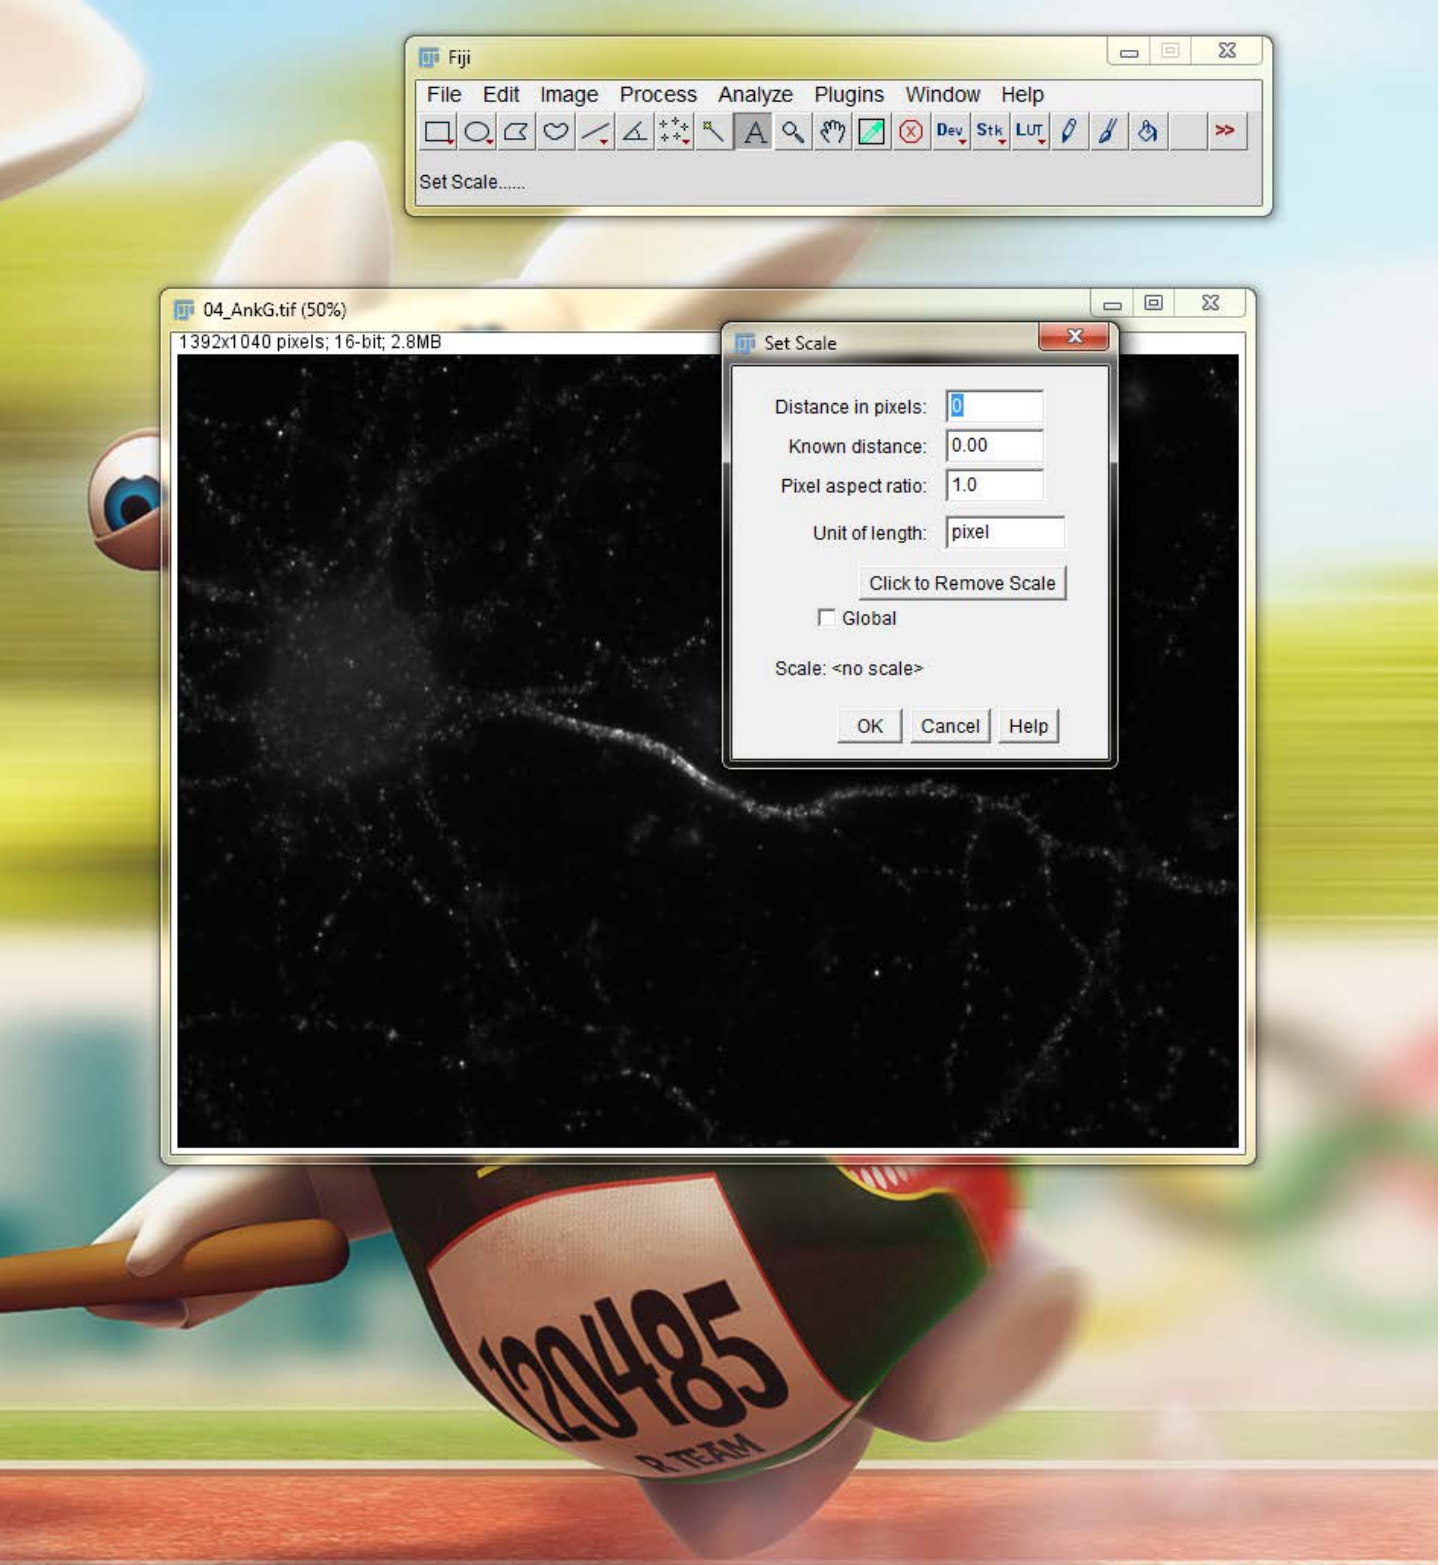 Fiji
File Edit Image Process Analyze Plugins Window Help
A Dev Stk LUT >>
Set Scale......
04_AnkG.tif (50%)
1392x1040 pixels; 16-bit; 2.8MB
Set Scale
Distance in pixels: 0
Known distance: 0.00
Pixel aspect ratio: 1.0
Unit of length: pixel
Click to Remove Scale
Global
Scale: <no scale>
OK Cancel Help
120485
R TEAM